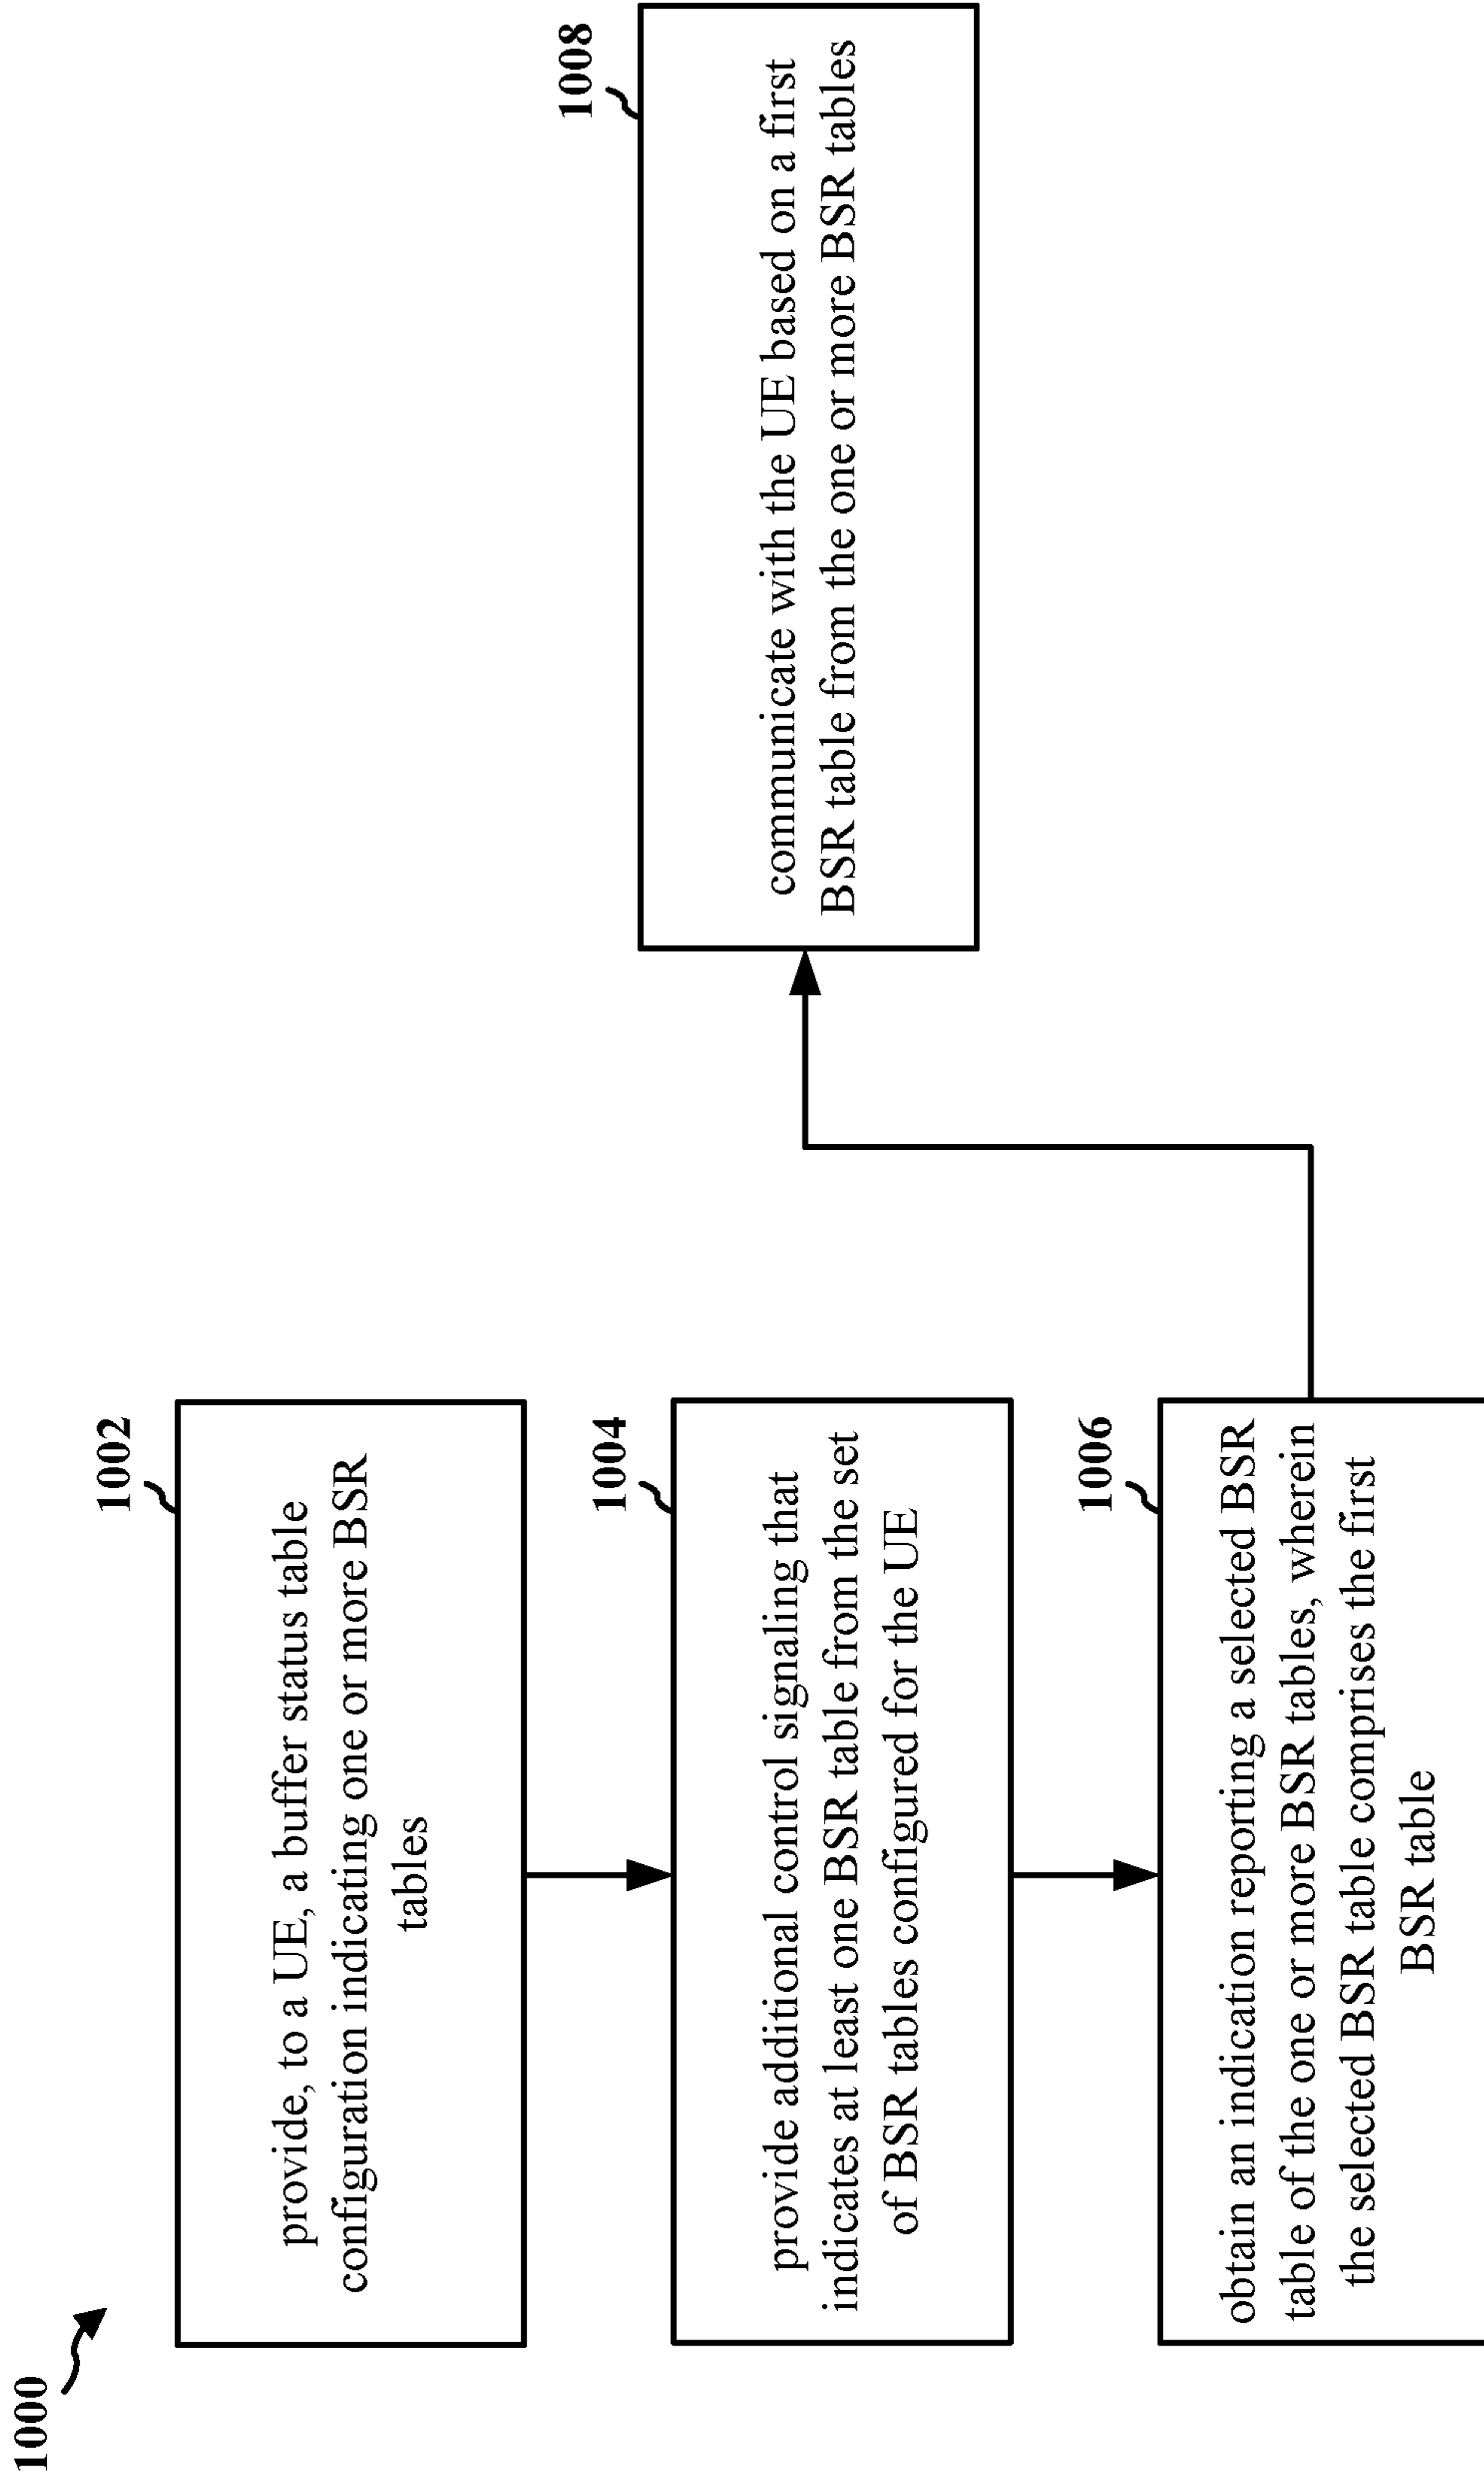 1000
1002
provide, to a UE, a buffer status table
configuration indicating one or more BSR
tables
1004
provide additional control signaling that
indicates at least one BSR table from the set
of BSR tables configured for the UE
1006
obtain an indication reporting a selected BSR
table of the one or more BSR tables, wherein
the selected BSR table comprises the first
BSR table
1008
communicate with the UE based on a first
BSR table from the one or more BSR tables